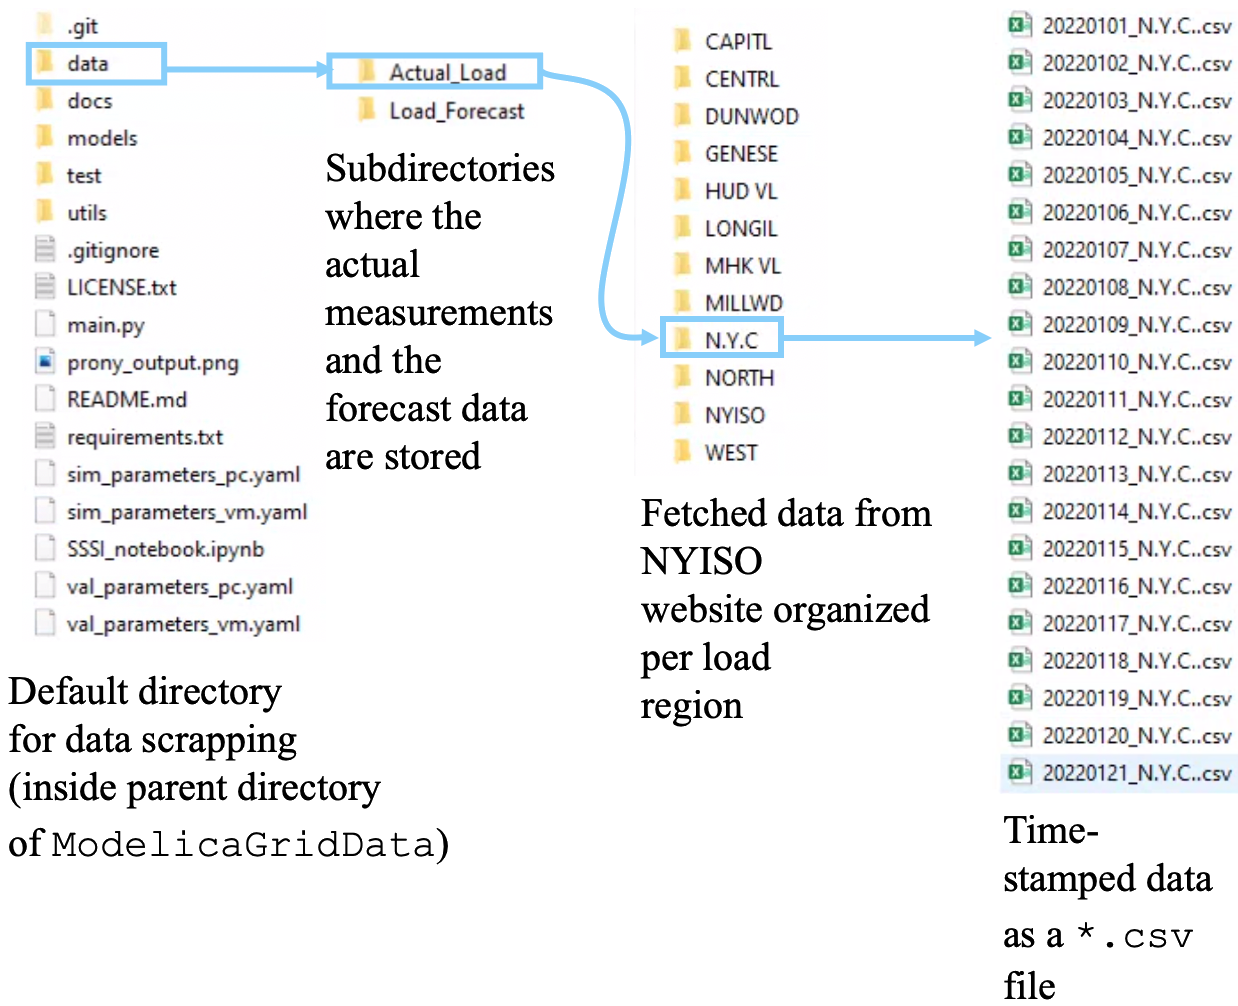 .git
data
docs
models
test
utils
.gitignore
LICENSE.txt
main.py
prony_output.png
README.md
requirements.txt
sim_parameters_pc.yaml
sim_parameters_vm.yaml
SSSI_notebook.ipynb
val_parameters_pc.yaml
val_parameters_vm.yaml
Default directory
for data scrapping
(inside parent directory
of ModelicaGridData)
Actual_Load
Load_Forecast
Subdirectories
where the
actual
measurements
and the
forecast data
are stored
CAPITL
CENTRL
DUNWOD
GENESE
HUD VL
LONGIL
MHK VL
MILLWD
N.Y.C
NORTH
NYISO
WEST
Fetched data from
NYISO
website organized
per load
region
20220101_N.Y.C..csv
20220102_N.Y.C..csv
20220103_N.Y.C..csv
20220104_N.Y.C..csv
20220105_N.Y.C..csv
20220106_N.Y.C..csv
20220107_N.Y.C..csv
20220108_N.Y.C..csv
20220109_N.Y.C..csv
20220110_N.Y.C..csv
20220111_N.Y.C..csv
20220112_N.Y.C..csv
20220113_N.Y.C..csv
20220114_N.Y.C..csv
20220115_N.Y.C..csv
20220116_N.Y.C..csv
20220117_N.Y.C..csv
20220118_N.Y.C..csv
20220119_N.Y.C..csv
20220120_N.Y.C..csv
20220121_N.Y.C..csv
Time-
stamped data
as a *.csv
file